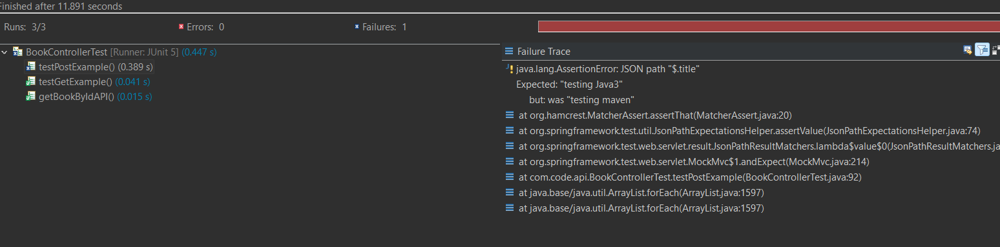 Finished after 11.891 seconds
Runs: 3/3 Errors: 0 Failures: 1
BookControllerTest [Runner: JUnit 5] (0.447 s)
testPostExample() (0.389 s)
testGetExample() (0.041 s)
getBookByIdAPI() (0.015 s)
Failure Trace
java.lang.AssertionError: JSON path "$.title"
Expected: "testing Java3"
but: was "testing maven"
at org.hamcrest.MatcherAssert.assertThat(MatcherAssert.java:20)
at org.springframework.test.util.JsonPathExpectationsHelper.assertValue(JsonPathExpectationsHelper.java:74)
at org.springframework.test.web.servlet.result.JsonPathResultMatchers.lambda$value$0(JsonPathResultMatchers.ja
at org.springframework.test.web.servlet.MockMvc$1.andExpect(MockMvc.java:214)
at com.code.api.BookControllerTest.testPostExample(BookControllerTest.java:92)
at java.base/java.util.ArrayList.forEach(ArrayList.java:1597)
at java.base/java.util.ArrayList.forEach(ArrayList.java:1597)